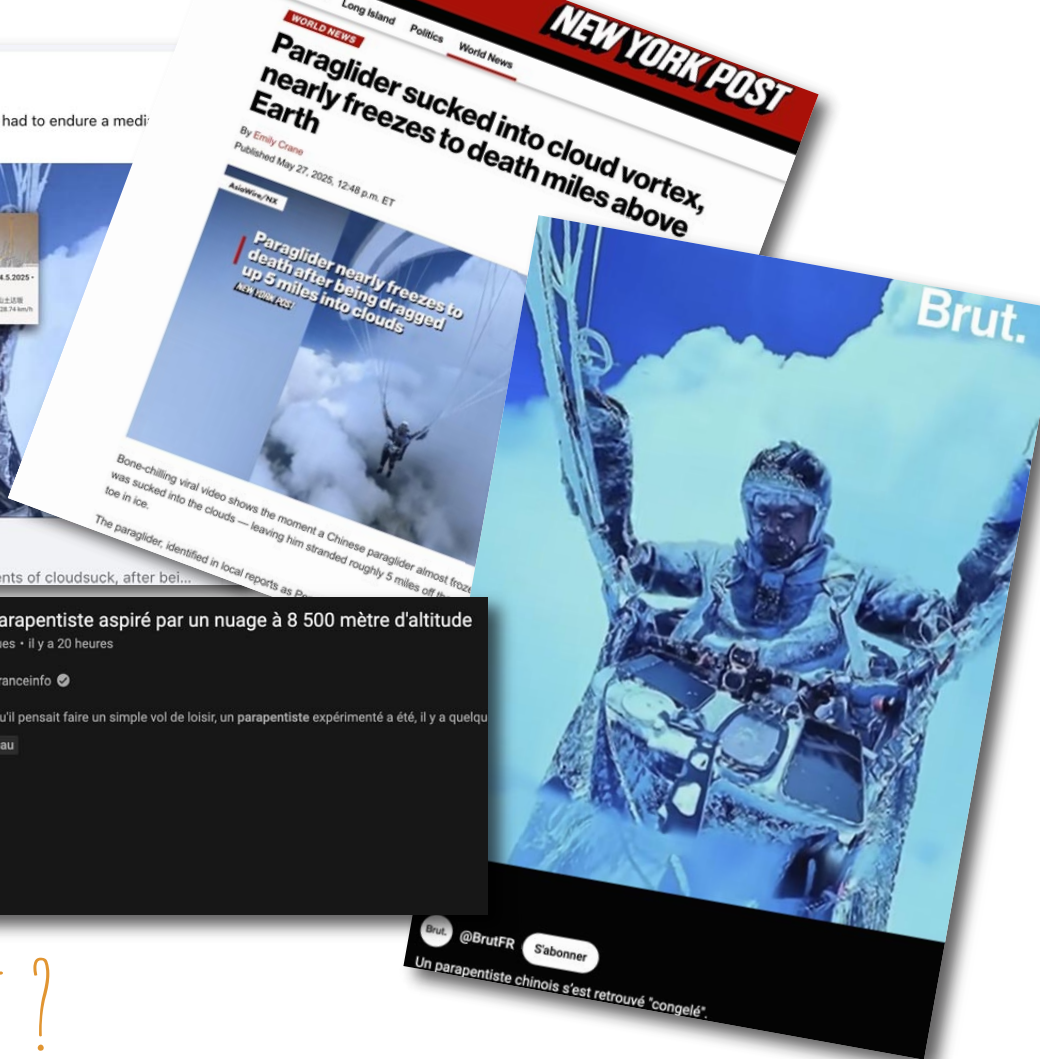 had to endure a medi
4.5.2025 •
28.74 km/h
ents of cloudsuck, after bei...
Long Island Politics World News
NEW YORK POST
WORLD NEWS
Paraglider sucked into cloud vortex,
nearly freezes to death miles above
Earth
By Emily Crane
Published May 27, 2025, 12:48 p.m. ET
AsiaWire/NX
Paraglider nearly freezes to
death after being dragged
up 5 miles into clouds
NEW YORK POST
Bone-chilling viral video shows the moment a Chinese paraglider almost froze
was sucked into the clouds — leaving him stranded roughly 5 miles off th
toe in ice.
The paraglider, identified in local reports as Pe
arapentiste aspiré par un nuage à 8 500 mètre d'altitude
ues • il y a 20 heures
ranceinfo
u'il pensait faire un simple vol de loisir, un parapentiste expérimenté a été, il y a quelqu
au
Brut.
Brut. @BrutFR S'abonner
Un parapentiste chinois s'est retrouvé "congelé".
?